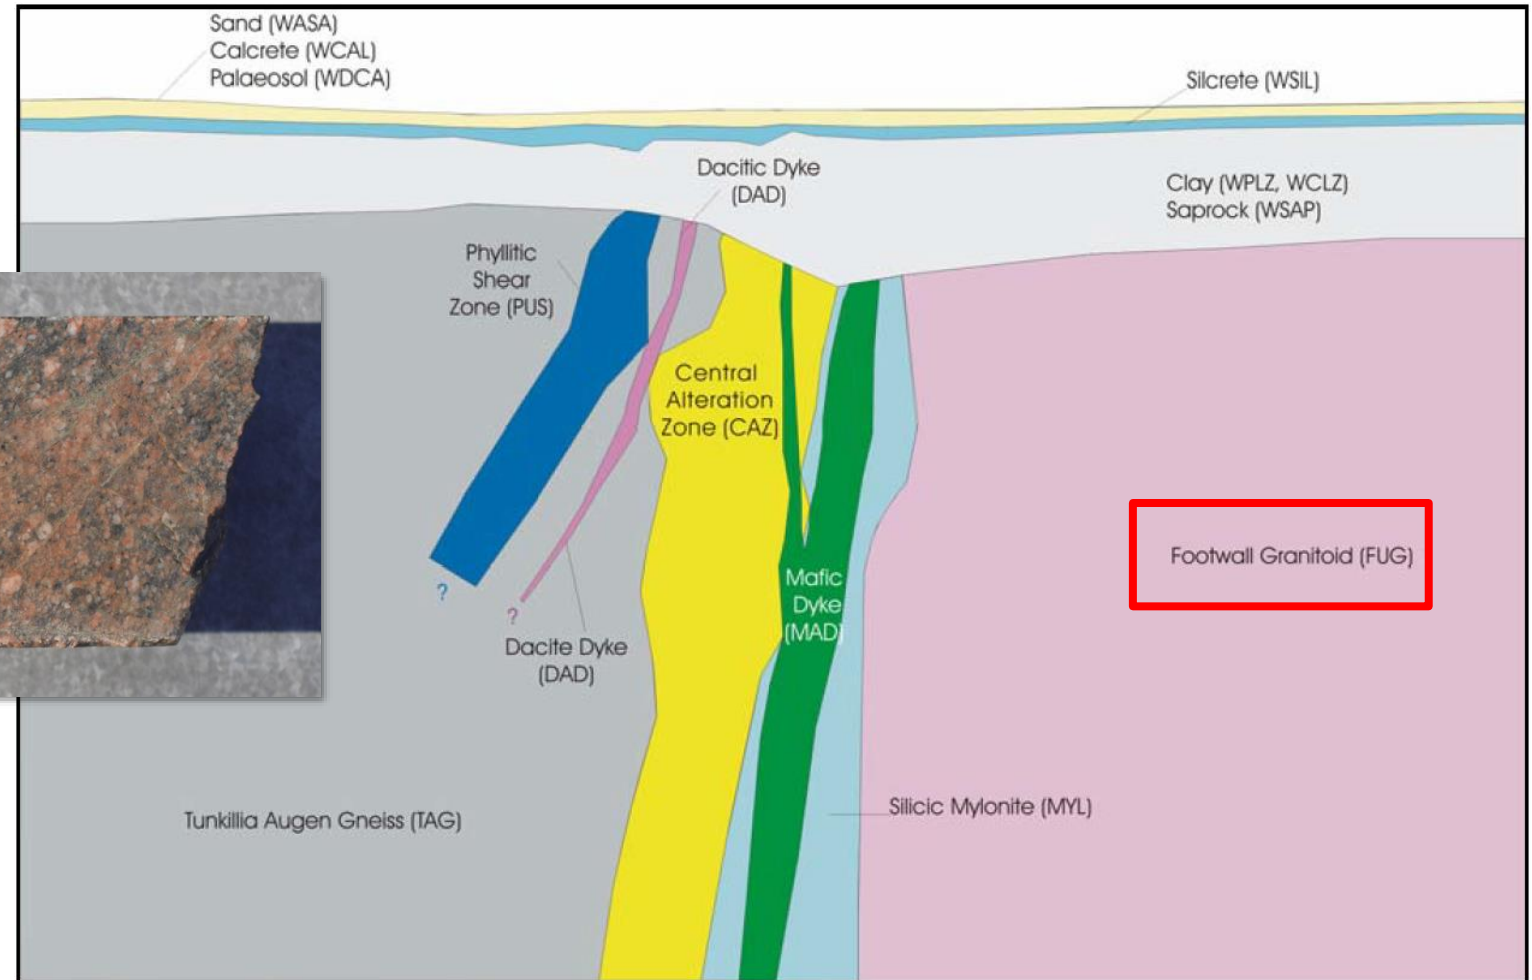 Sand (WASA)
Calcrete (WCAL)
Palaeosol (WDCA)
Silcrete (WSIL)
Dacitic Dyke
(DAD)
Clay (WPLZ, WCLZ)
Saprock (WSAP)
Phyllitic
Shear
Zone (PUS)
Central
Alteration
Zone (CAZ)
Footwall Granitoid (FUG)
Mafic
Dyke
(MAD)
?
?
Dacite Dyke
(DAD)
Silicic Mylonite (MYL)
Tunkillia Augen Gneiss (TAG)